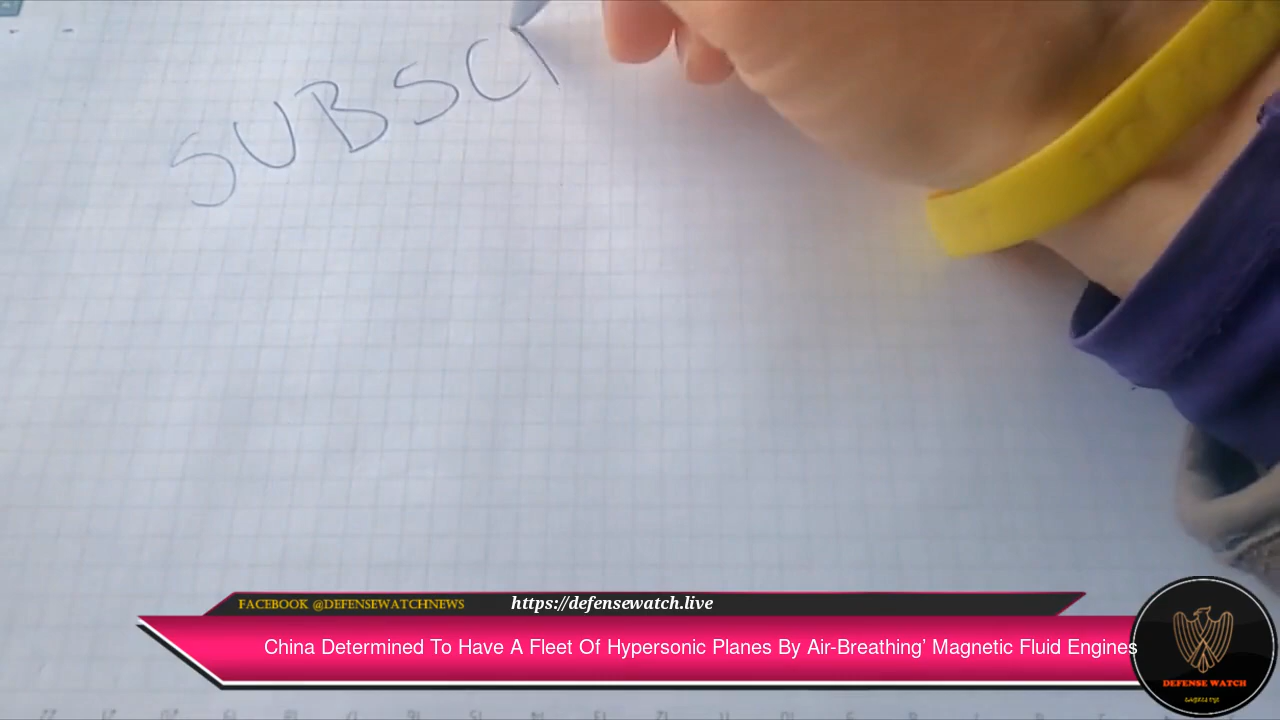 SUBSCI
FACEBOOK @DEFENSEWATCHNEWS
https://defensewatch.live
China Determined To Have A Fleet Of Hypersonic Planes By Air-Breathing’ Magnetic Fluid Engines
DEFENSE WATCH